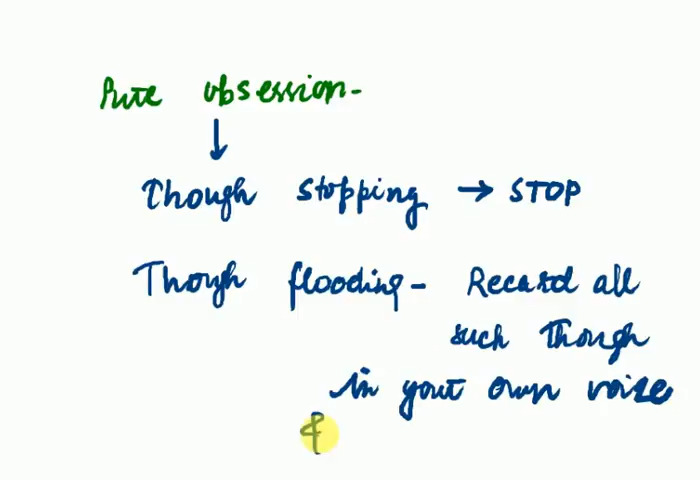 Pure obsession-
↓
Though stopping → STOP
Though flooding - Record all
such Though
in your own voice
&